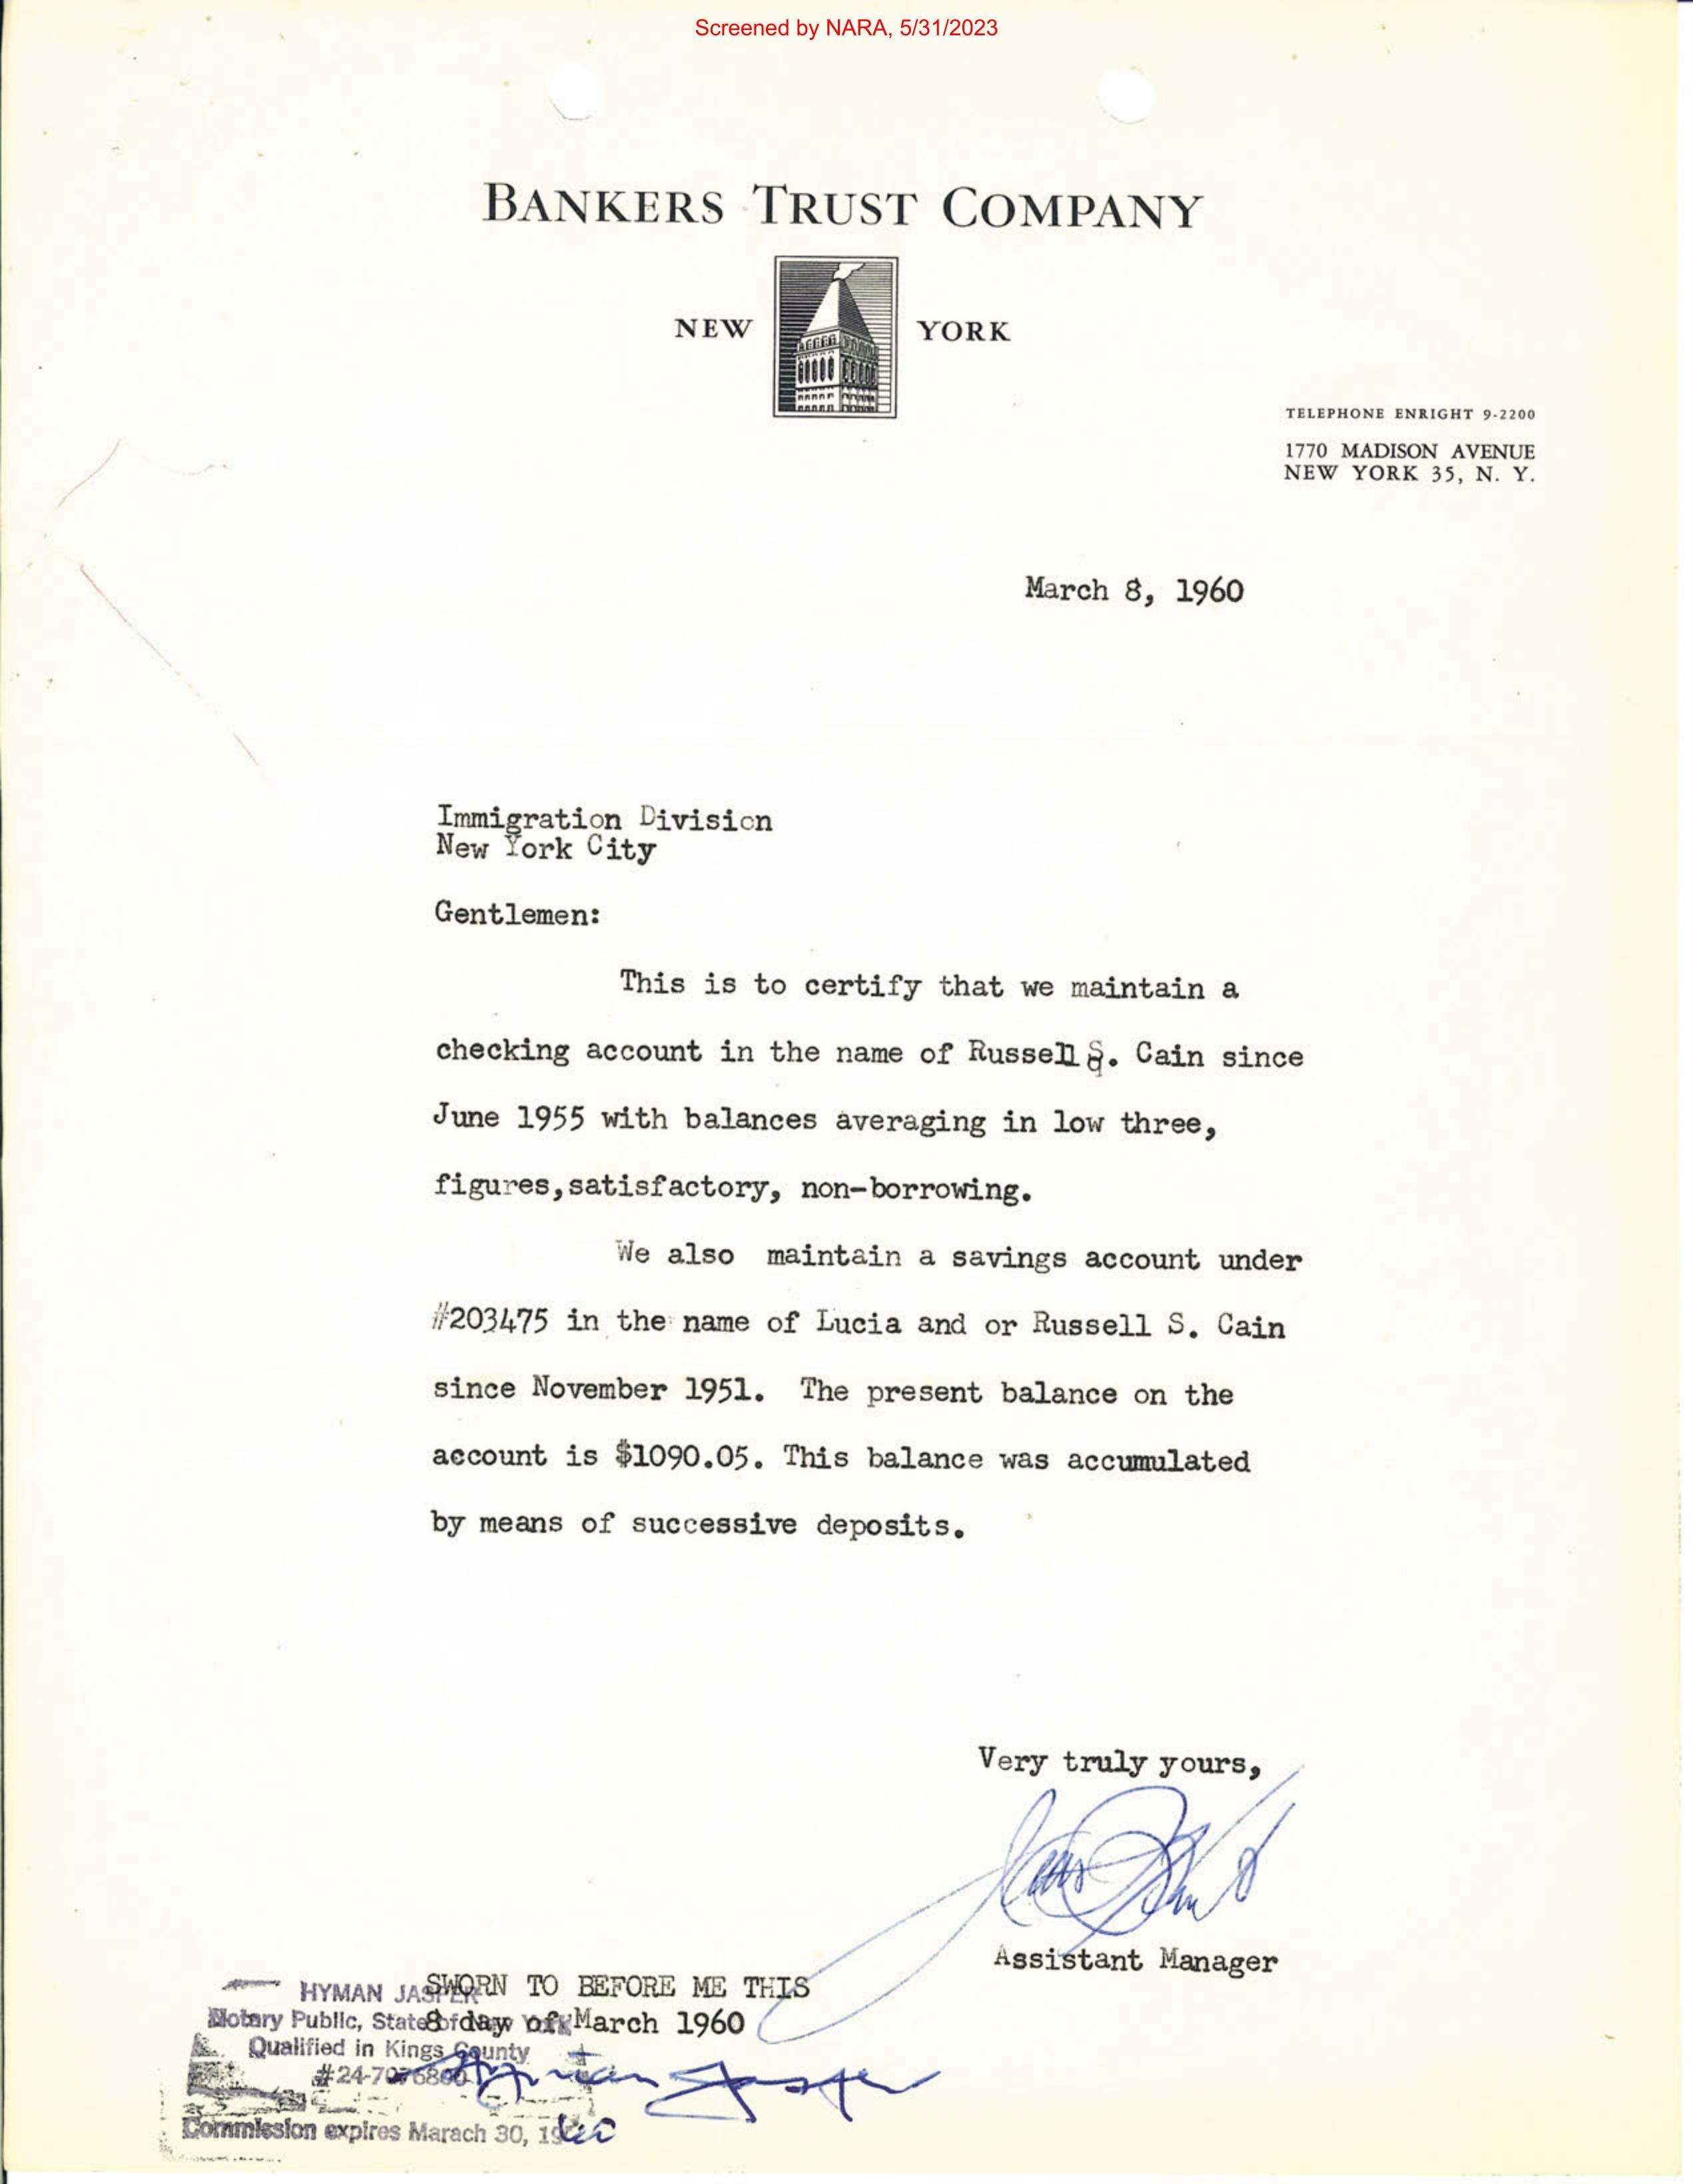 Screened by NARA, 5/31/2023
BANKERS TRUST COMPANY
NEW YORK
TELEPHONE ENRIGHT 9-2200
1770 MADISON AVENUE
NEW YORK 35, N. Y.
March 8, 1960
Immigration Division
New York City
Gentlemen:
This is to certify that we maintain a
checking account in the name of Russell S. Cain since
June 1955 with balances averaging in low three,
figures,satisfactory, non-borrowing.
We also maintain a savings account under
#203475 in the name of Lucia and or Russell S. Cain
since November 1951. The present balance on the
account is $1090.05. This balance was accumulated
by means of successive deposits.
Very truly yours,
Assistant Manager
SWORN TO BEFORE ME THIS
8 day of March 1960
HYMAN JASPER
Notary Public, State of New York
Qualified in Kings County
Hyman Jasper
Commission expires Marach 30, 19